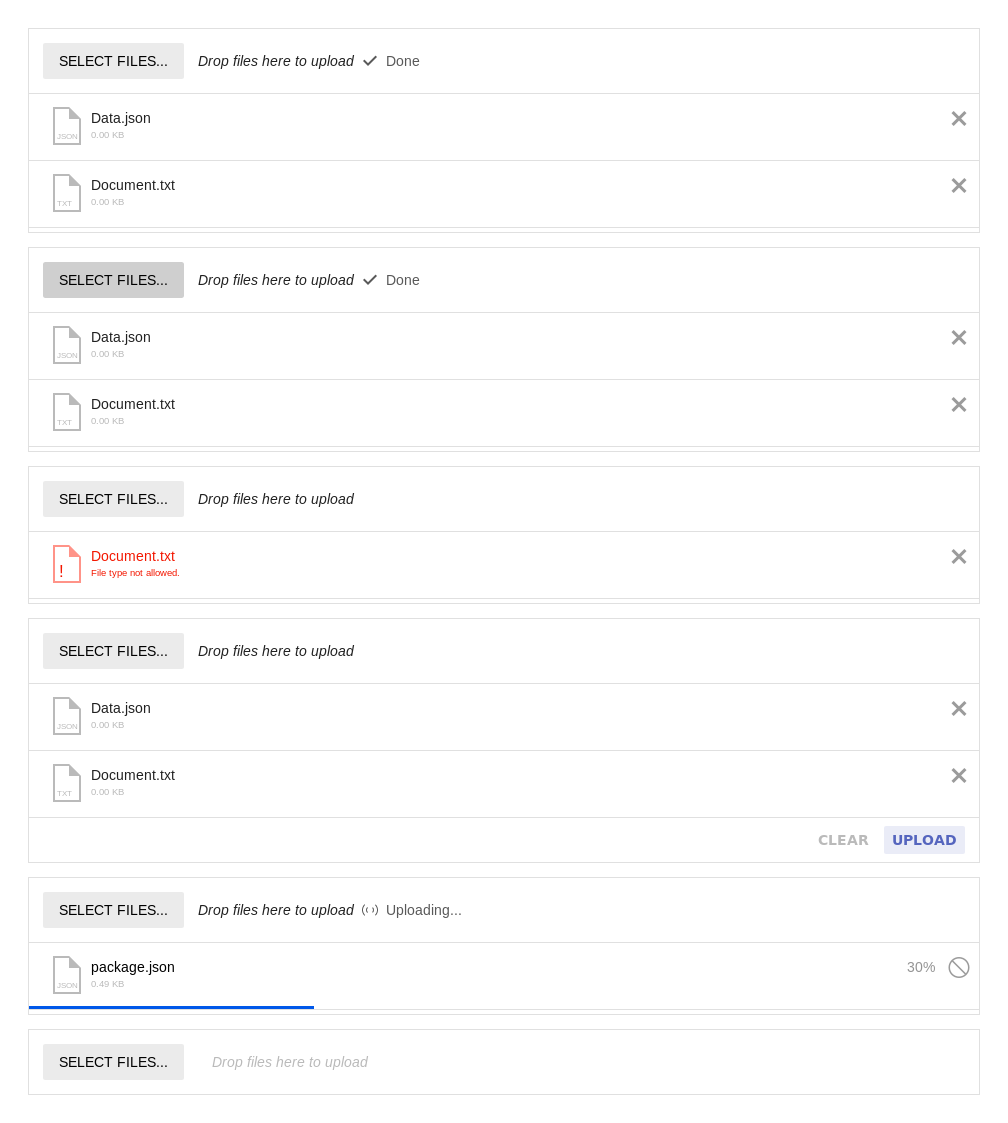 SELECT FILES... Drop files here to upload Done
Data.json
JSON
0.00 KB
Document.txt
TXT
0.00 KB
SELECT FILES... Drop files here to upload Done
Data.json
JSON
0.00 KB
Document.txt
TXT
0.00 KB
SELECT FILES... Drop files here to upload
Document.txt
! File type not allowed.
SELECT FILES... Drop files here to upload
Data.json
JSON
0.00 KB
Document.txt
TXT
0.00 KB
CLEAR UPLOAD
SELECT FILES... Drop files here to upload Uploading...
package.json 30%
JSON
0.49 KB
SELECT FILES... Drop files here to upload